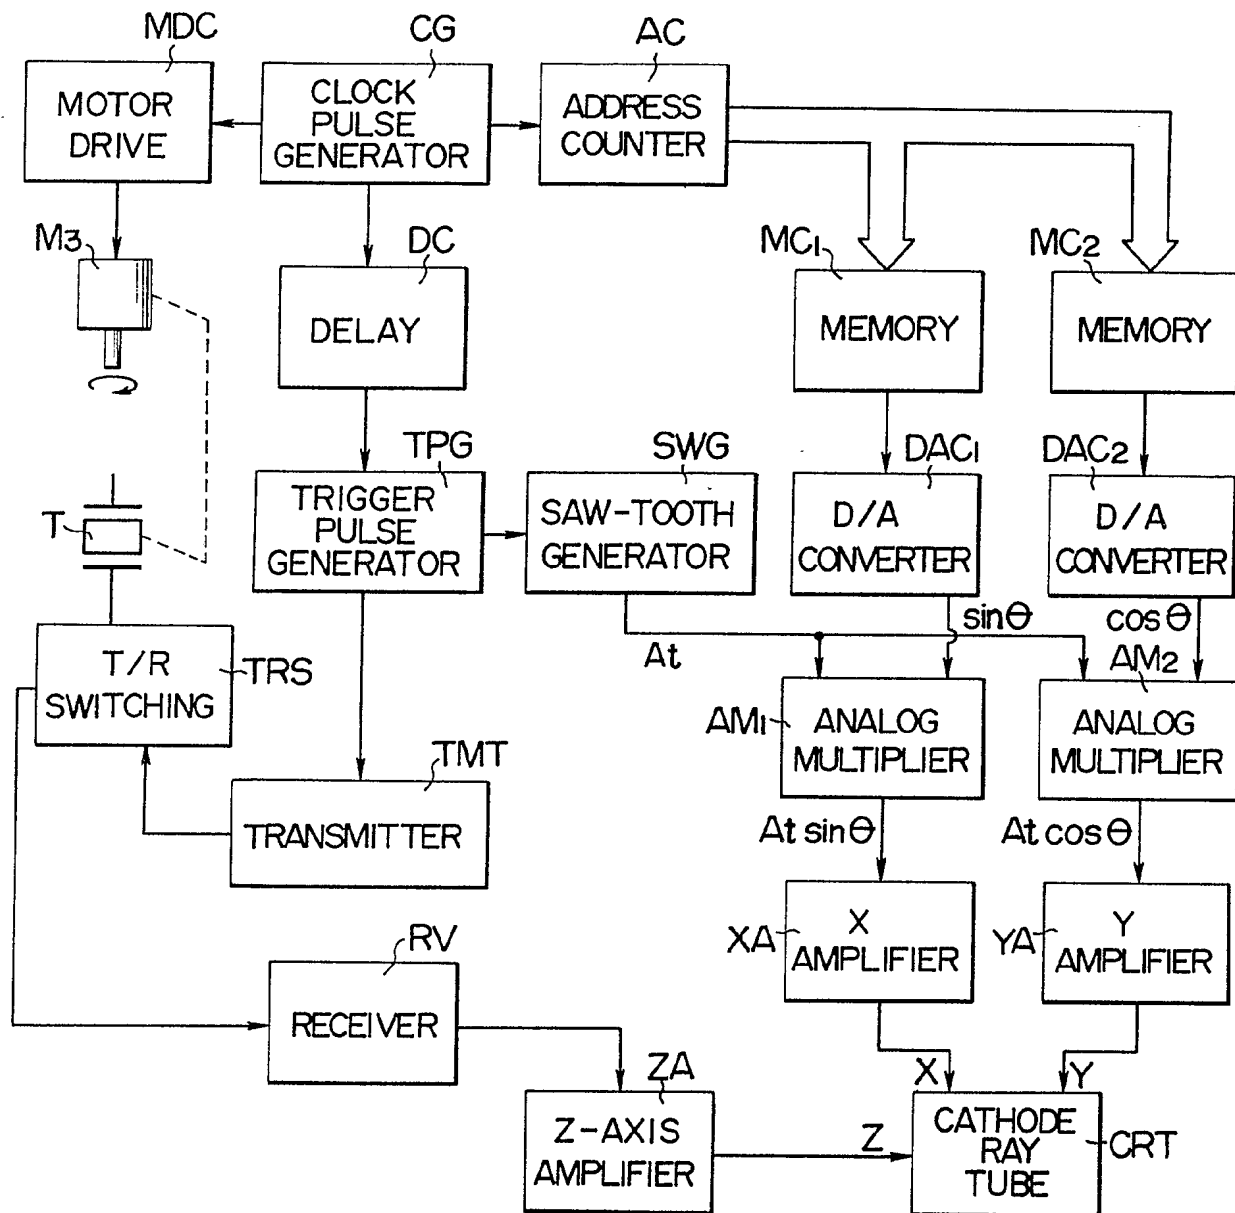 MDC
CG
AC
MOTOR
DRIVE
CLOCK
PULSE
GENERATOR
ADDRESS
COUNTER
M3
DC
MC1
MC2
DELAY
MEMORY
MEMORY
TPG
SWG
DAC1
DAC2
T
TRIGGER
PULSE
GENERATOR
SAW-TOOTH
GENERATOR
D/A
CONVERTER
D/A
CONVERTER
sinθ
cosθ
At
T/R
SWITCHING
TRS
AM1
AM2
ANALOG
MULTIPLIER
ANALOG
MULTIPLIER
TMT
TRANSMITTER
At sinθ
At cosθ
XA
X
AMPLIFIER
YA
Y
AMPLIFIER
RV
RECEIVER
X
Y
ZA
Z-AXIS
AMPLIFIER
Z
CATHODE
RAY
TUBE
CRT